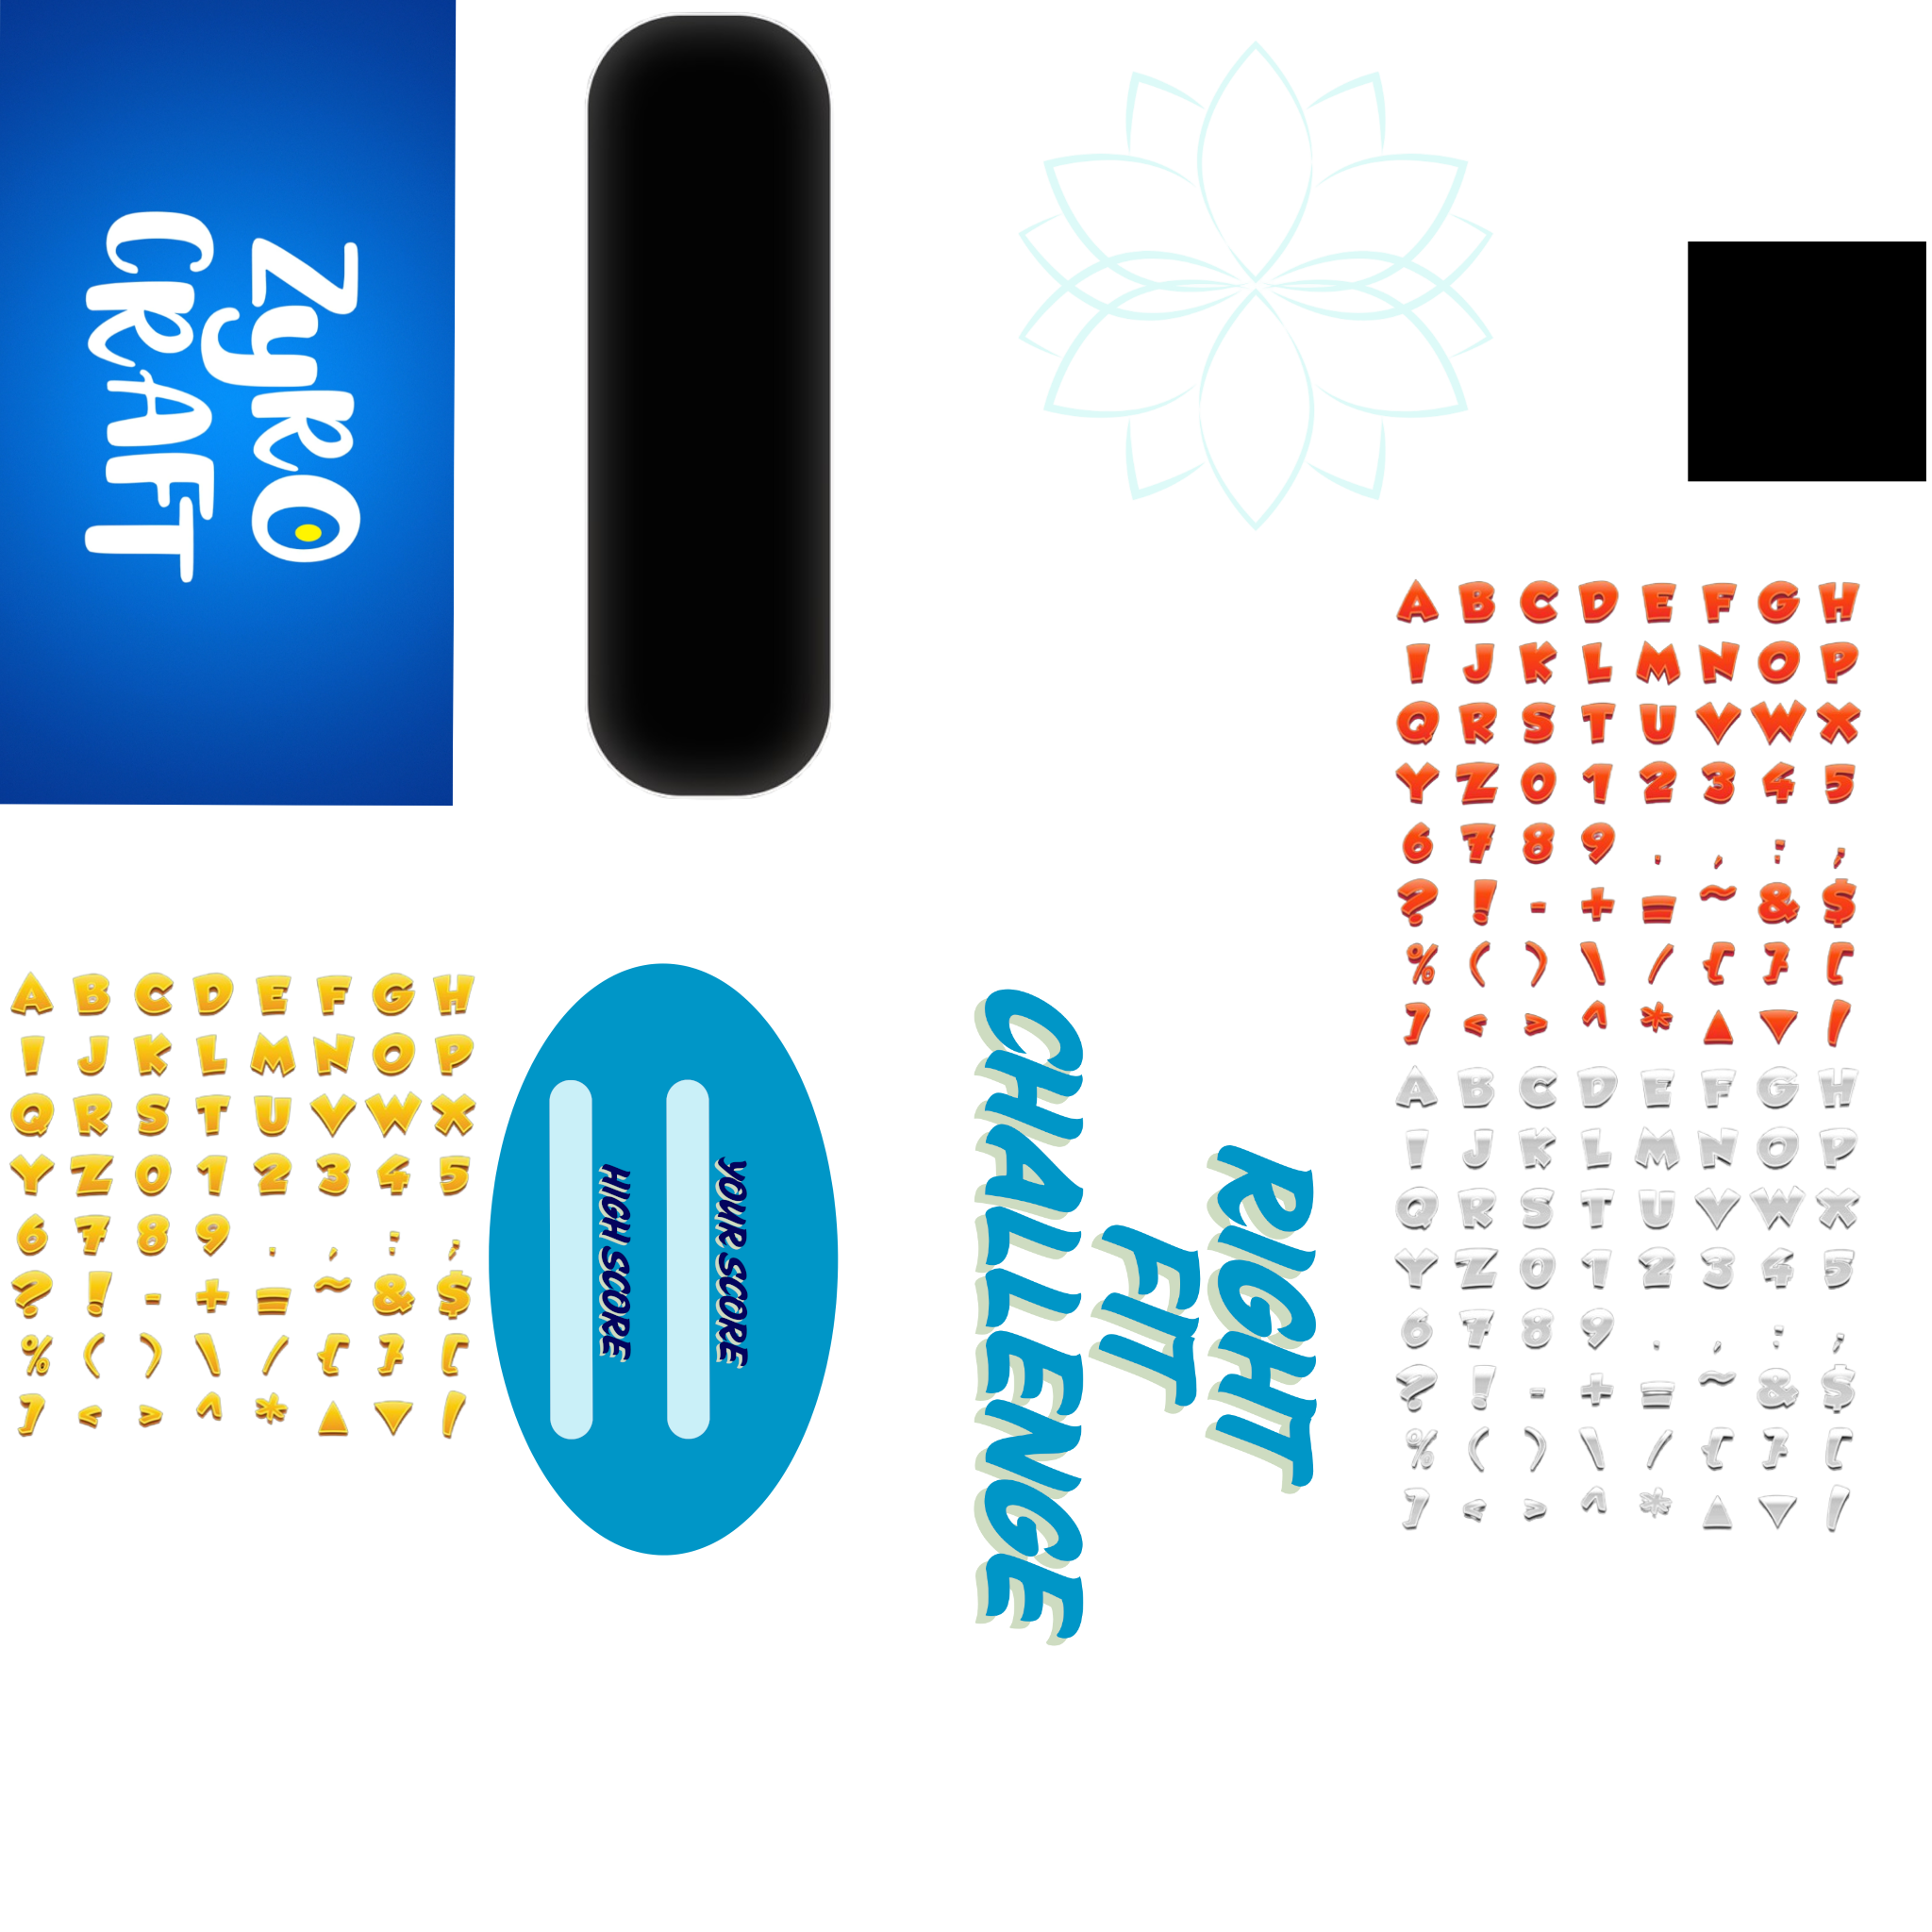 Zyro
CRAFT
A B C D E F G H
I J K L M N O P
Q R S T U V W X
Y Z 0 1 2 3 4 5
6 7 8 9 . , : ;
? ! - + = ~ & $
% ( ) \ / { } [
] < > ^ * ▲ ▼ |
A B C D E F G H
I J K L M N O P
Q R S T U V W X
Y Z 0 1 2 3 4 5
6 7 8 9 . , : ;
? ! - + = ~ & $
% ( ) \ / { } [
] < > ^ * ▲ ▼ |
YOUR SCORE
HIGH SCORE
RIGHT
FIT
CHALLENGE
A B C D E F G H
I J K L M N O P
Q R S T U V W X
Y Z 0 1 2 3 4 5
6 7 8 9 . , : ;
? ! - + = ~ & $
% ( ) \ / { } [
] < > ^ * ▲ ▼ |